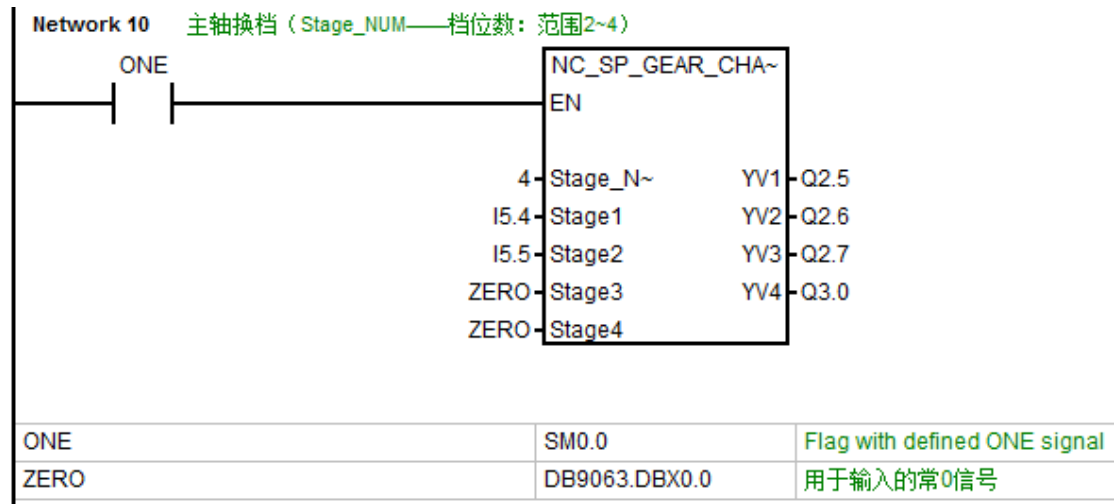 Network 10 主轴换档（Stage_NUM——档位数：范围2~4）
ONE
NC_SP_GEAR_CHA~
EN
4 Stage_N~ YV1 Q2.5
I5.4 Stage1 YV2 Q2.6
I5.5 Stage2 YV3 Q2.7
ZERO Stage3 YV4 Q3.0
ZERO Stage4
ONE SM0.0 Flag with defined ONE signal
ZERO DB9063.DBX0.0 用于输入的常0信号